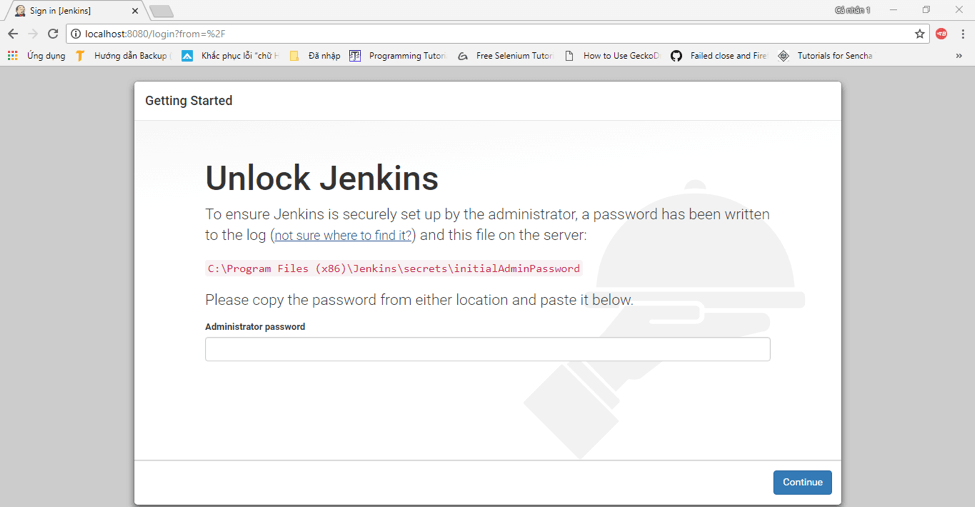 Sign in [Jenkins]
Cá nhân 1
localhost:8080/login?from=%2F
Ứng dụng
Hướng dẫn Backup
Khắc phục lỗi "chữ H
Đã nhập
Programming Tutori
Free Selenium Tutor
How to Use GeckoD
Failed close and Fire
Tutorials for Sencha
»
Getting Started
Unlock Jenkins
To ensure Jenkins is securely set up by the administrator, a password has been written
to the log (not sure where to find it?) and this file on the server:
C:\Program Files (x86)\Jenkins\secrets\initialAdminPassword
Please copy the password from either location and paste it below.
Administrator password
Continue